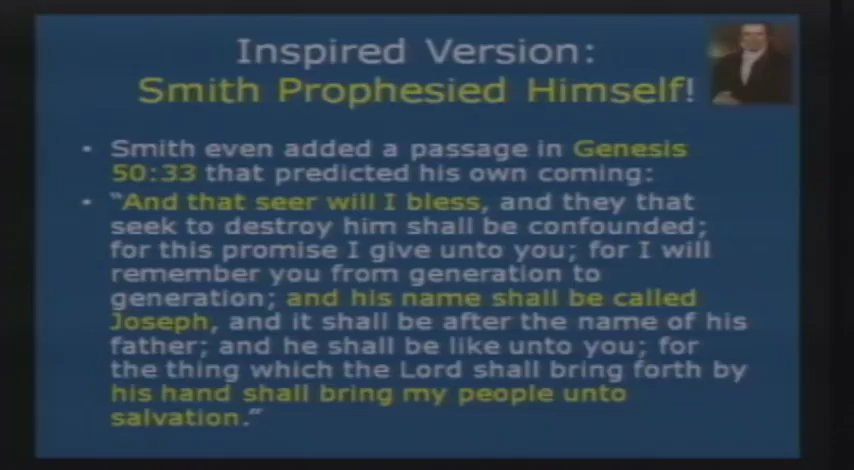 Inspired Version:
Smith Prophesied Himself!
• Smith even added a passage in Genesis
50:33 that predicted his own coming:
• "And that seer will I bless, and they that
seek to destroy him shall be confounded;
for this promise I give unto you; for I will
remember you from generation to
generation; and his name shall be called
Joseph, and it shall be after the name of his
father; and he shall be like unto you; for
the thing which the Lord shall bring forth by
his hand shall bring my people unto
salvation."